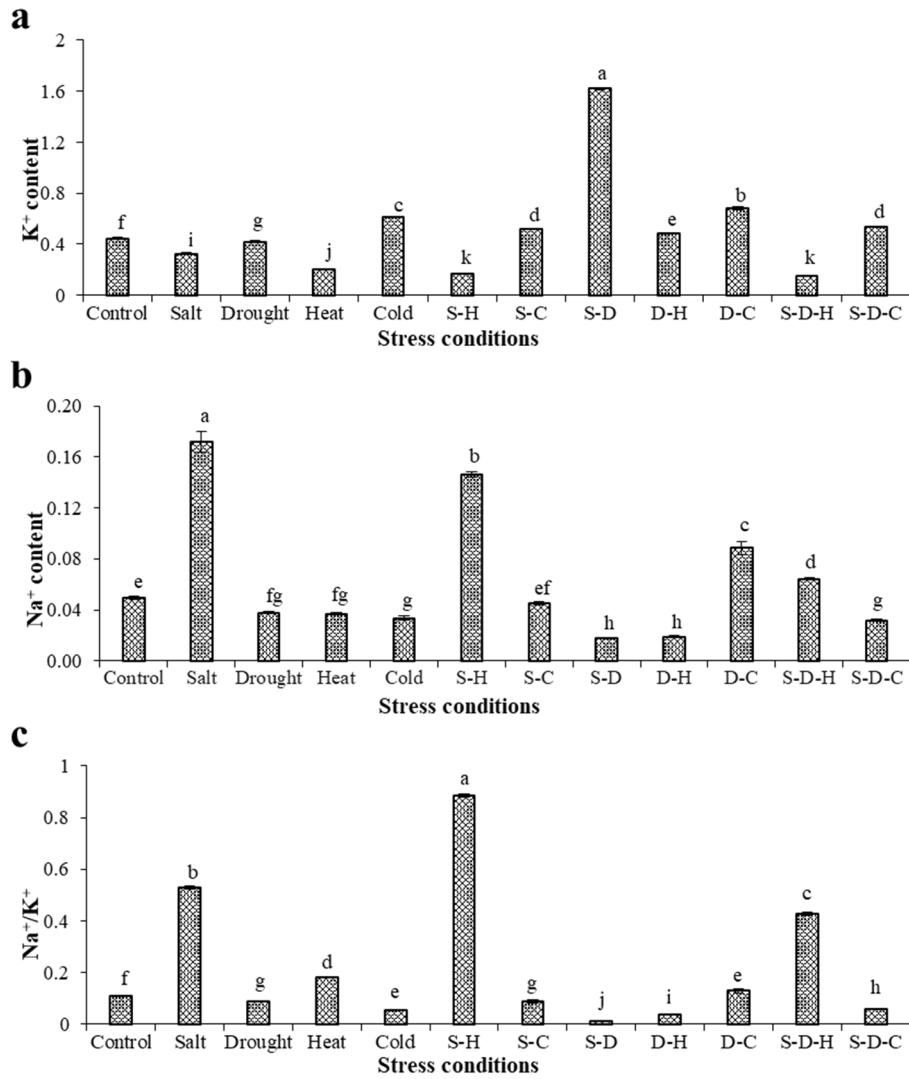 a
2
1.6
1.2
0.8
0.4
0
K⁺ content
f i g j c k d a e b k d
Control Salt Drought Heat Cold S-H S-C S-D D-H D-C S-D-H S-D-C
Stress conditions
b
0.20
0.16
0.12
0.08
0.04
0.00
Na⁺ content
e a fg fg g b ef h h c d g
Control Salt Drought Heat Cold S-H S-C S-D D-H D-C S-D-H S-D-C
Stress conditions
c
1
0.8
0.6
0.4
0.2
0
Na⁺/K⁺
f b g d e a g j i e c h
Control Salt Drought Heat Cold S-H S-C S-D D-H D-C S-D-H S-D-C
Stress conditions